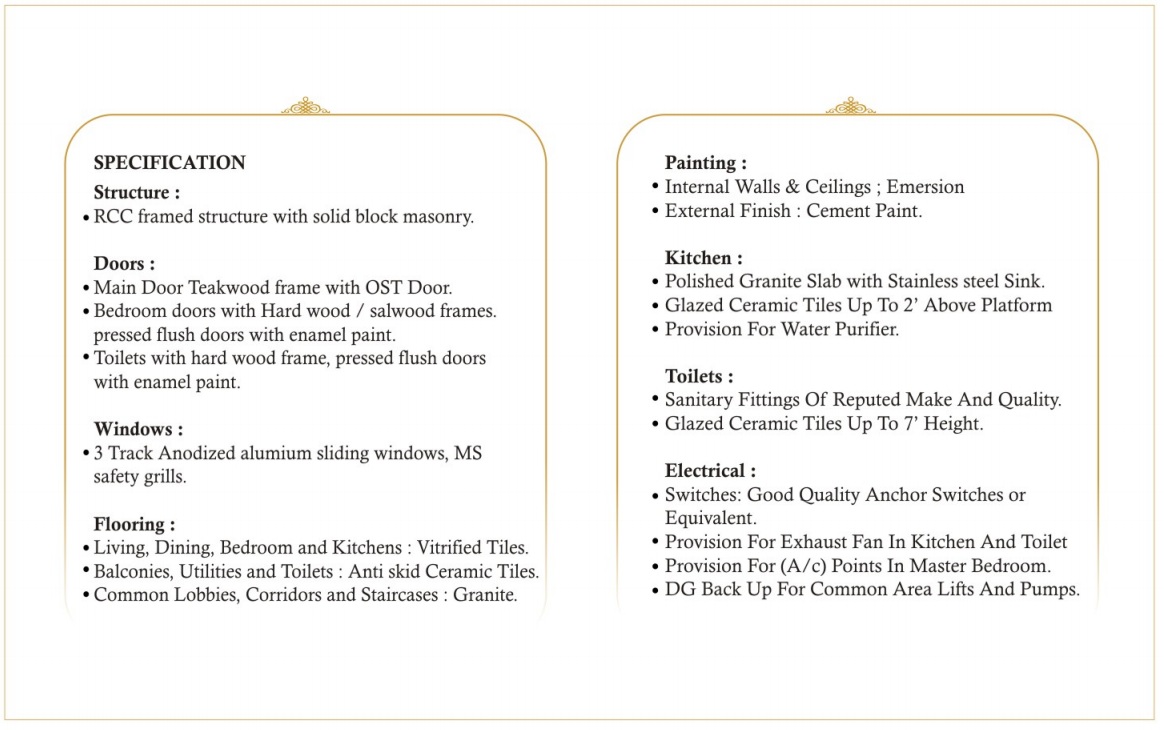 SPECIFICATION
Structure :
• RCC framed structure with solid block masonry.
Doors :
• Main Door Teakwood frame with OST Door.
• Bedroom doors with Hard wood / salwood frames.
pressed flush doors with enamel paint.
• Toilets with hard wood frame, pressed flush doors
with enamel paint.
Windows :
• 3 Track Anodized alumium sliding windows, MS
safety grills.
Flooring :
• Living, Dining, Bedroom and Kitchens : Vitrified Tiles.
• Balconies, Utilities and Toilets : Anti skid Ceramic Tiles.
• Common Lobbies, Corridors and Staircases : Granite.
Painting :
• Internal Walls & Ceilings ; Emersion
• External Finish : Cement Paint.
Kitchen :
• Polished Granite Slab with Stainless steel Sink.
• Glazed Ceramic Tiles Up To 2’ Above Platform
• Provision For Water Purifier.
Toilets :
• Sanitary Fittings Of Reputed Make And Quality.
• Glazed Ceramic Tiles Up To 7’ Height.
Electrical :
• Switches: Good Quality Anchor Switches or
Equivalent.
• Provision For Exhaust Fan In Kitchen And Toilet
• Provision For (A/c) Points In Master Bedroom.
• DG Back Up For Common Area Lifts And Pumps.